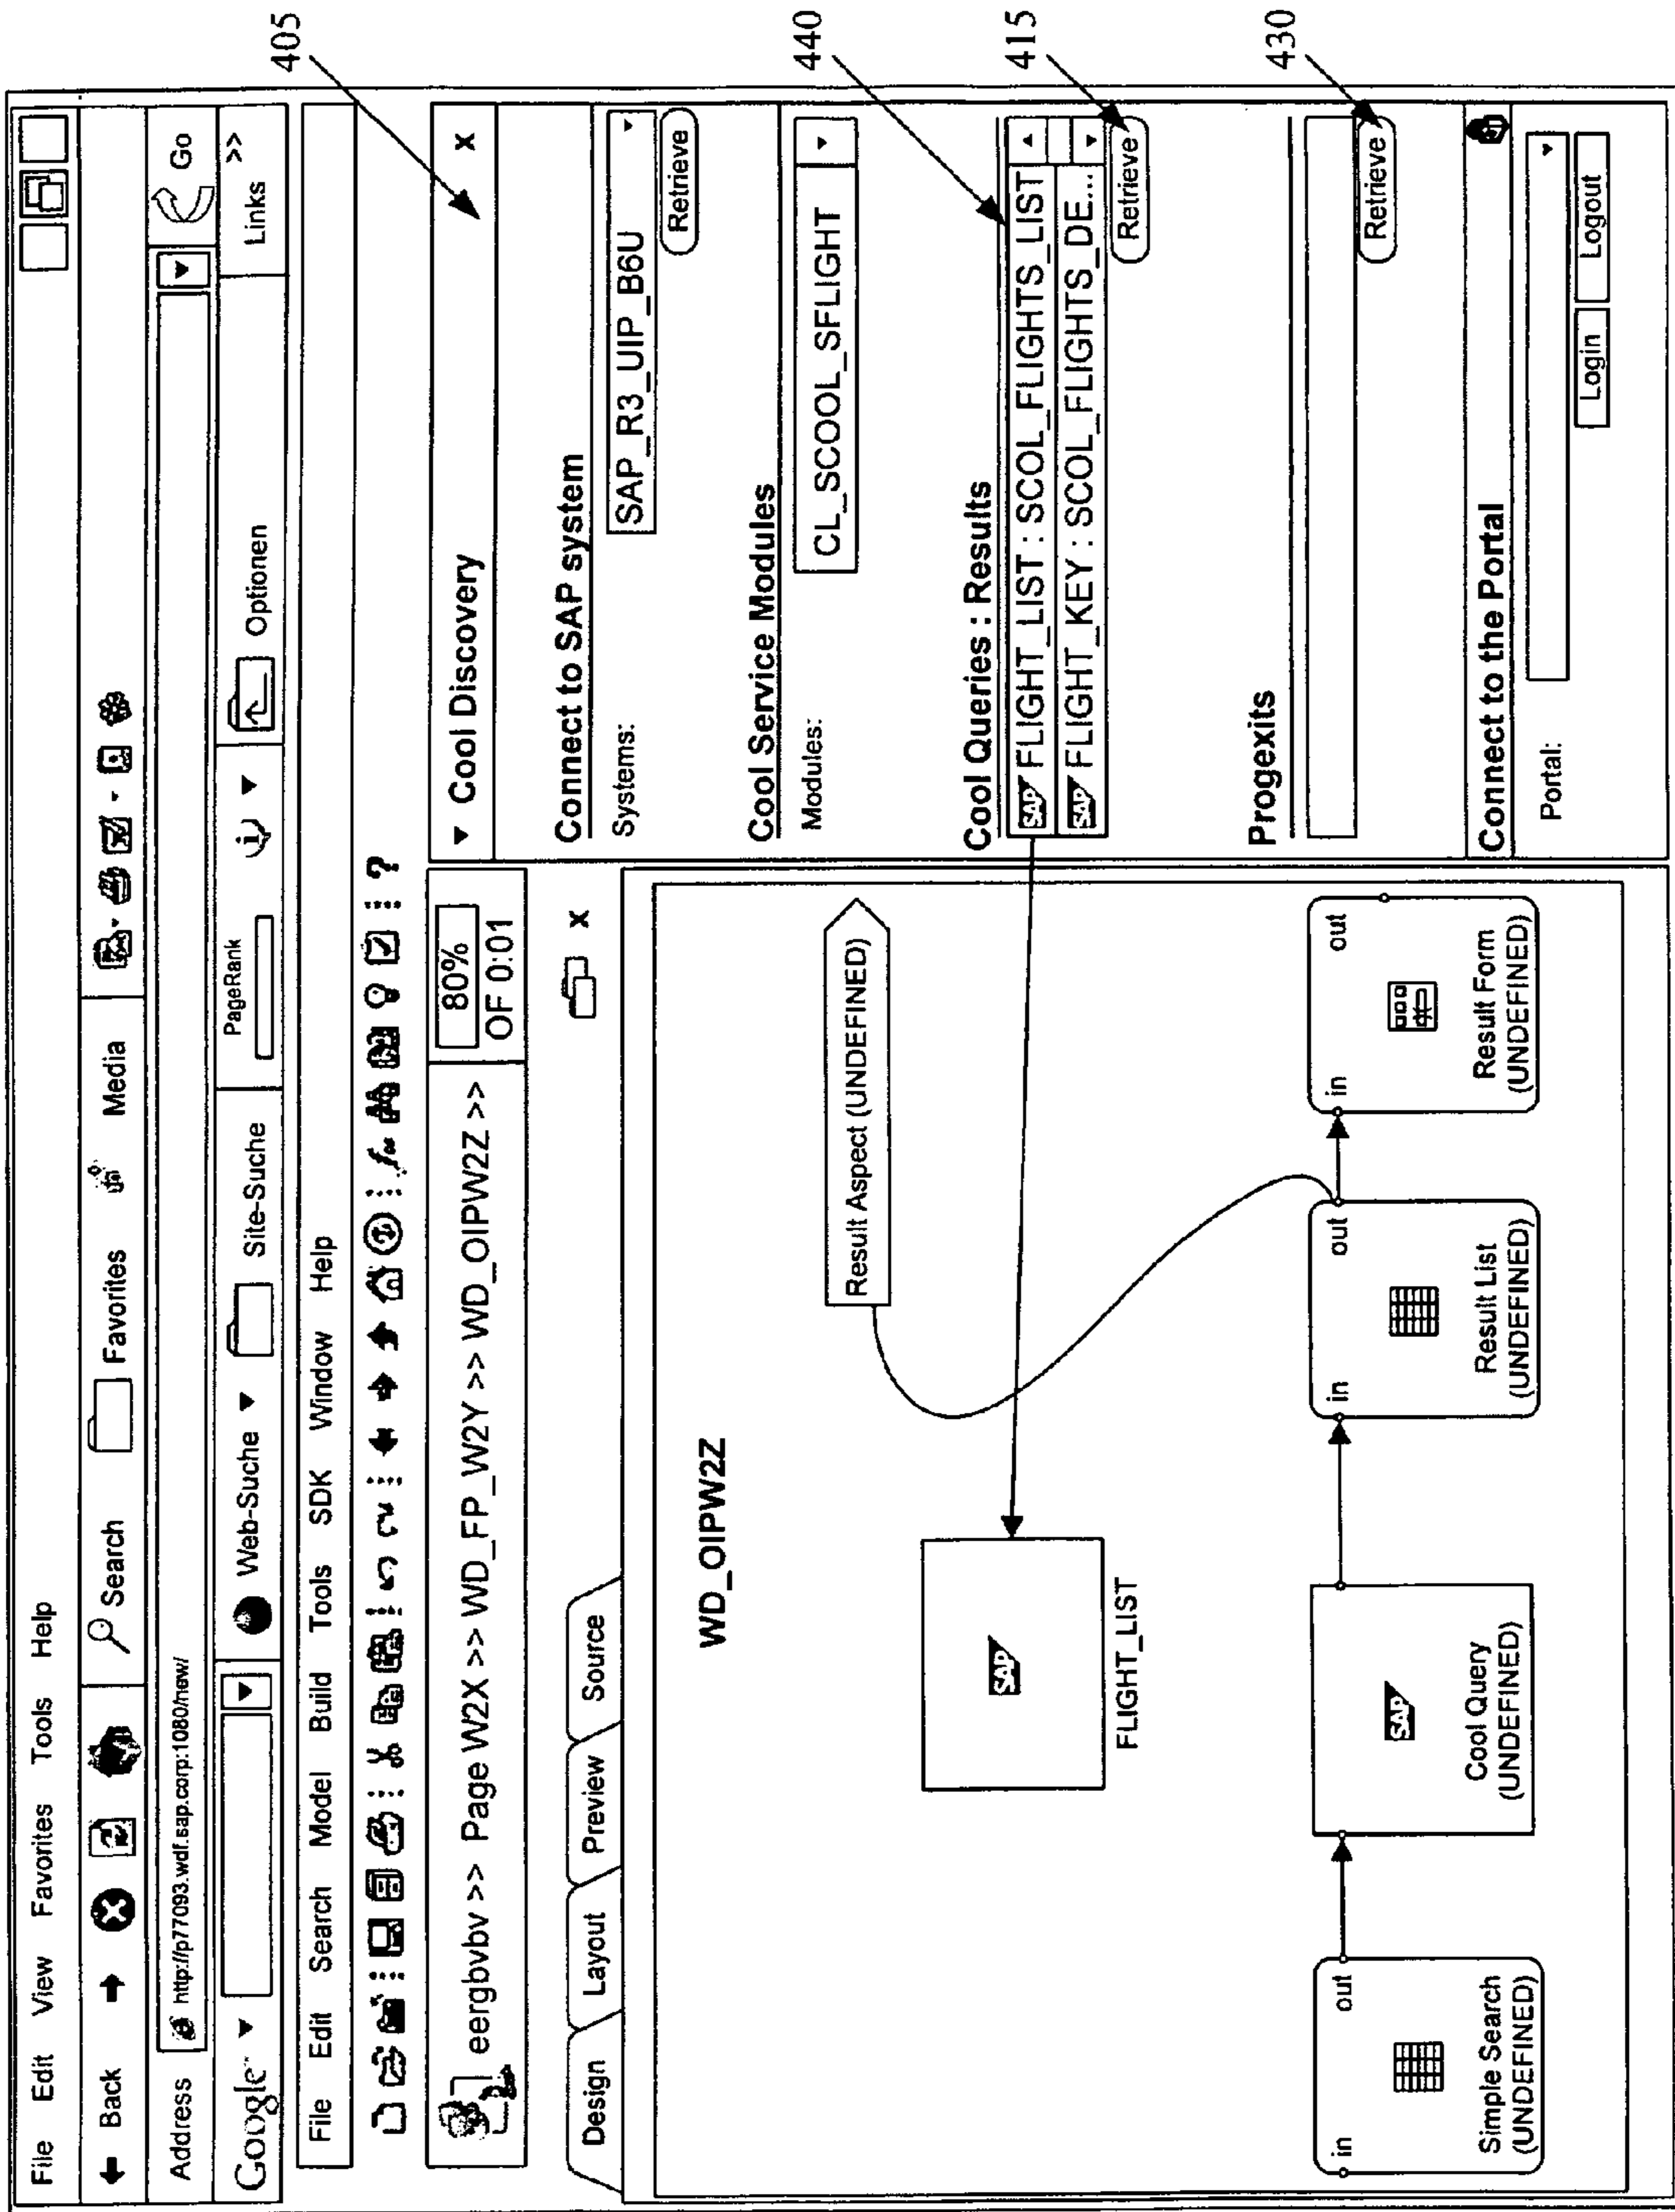 File Edit View Favorites Tools Help
Back Search Favorites Media
Address http://p77093.wdf.sap.corp:1080/new/ Go
Google™ Web-Suche Site-Suche PageRank Optionen Links >>
File Edit Search Model Build Tools SDK Window Help
eergbvbv >> Page W2X >> WD_FP_W2Y >> WD_OIPW2Z >>
80%
OF 0:01
Design Layout Preview Source
x
WD_OIPW2Z
Result Aspect (UNDEFINED)
SAP
FLIGHT_LIST
in out
Simple Search
(UNDEFINED)
SAP
Cool Query
(UNDEFINED)
in out
Result List
(UNDEFINED)
in out
Result Form
(UNDEFINED)
Cool Discovery x
405
Connect to SAP system
Systems: SAP_R3_UIP_B6U
Retrieve
Cool Service Modules
Modules: CL_SCOOL_SFLIGHT
440
Cool Queries : Results
SAP FLIGHT_LIST : SCOL_FLIGHTS_LIST
SAP FLIGHT_KEY : SCOL_FLIGHTS_DE...
Retrieve
415
Progexits
Retrieve
430
Connect to the Portal
Portal:
Login Logout